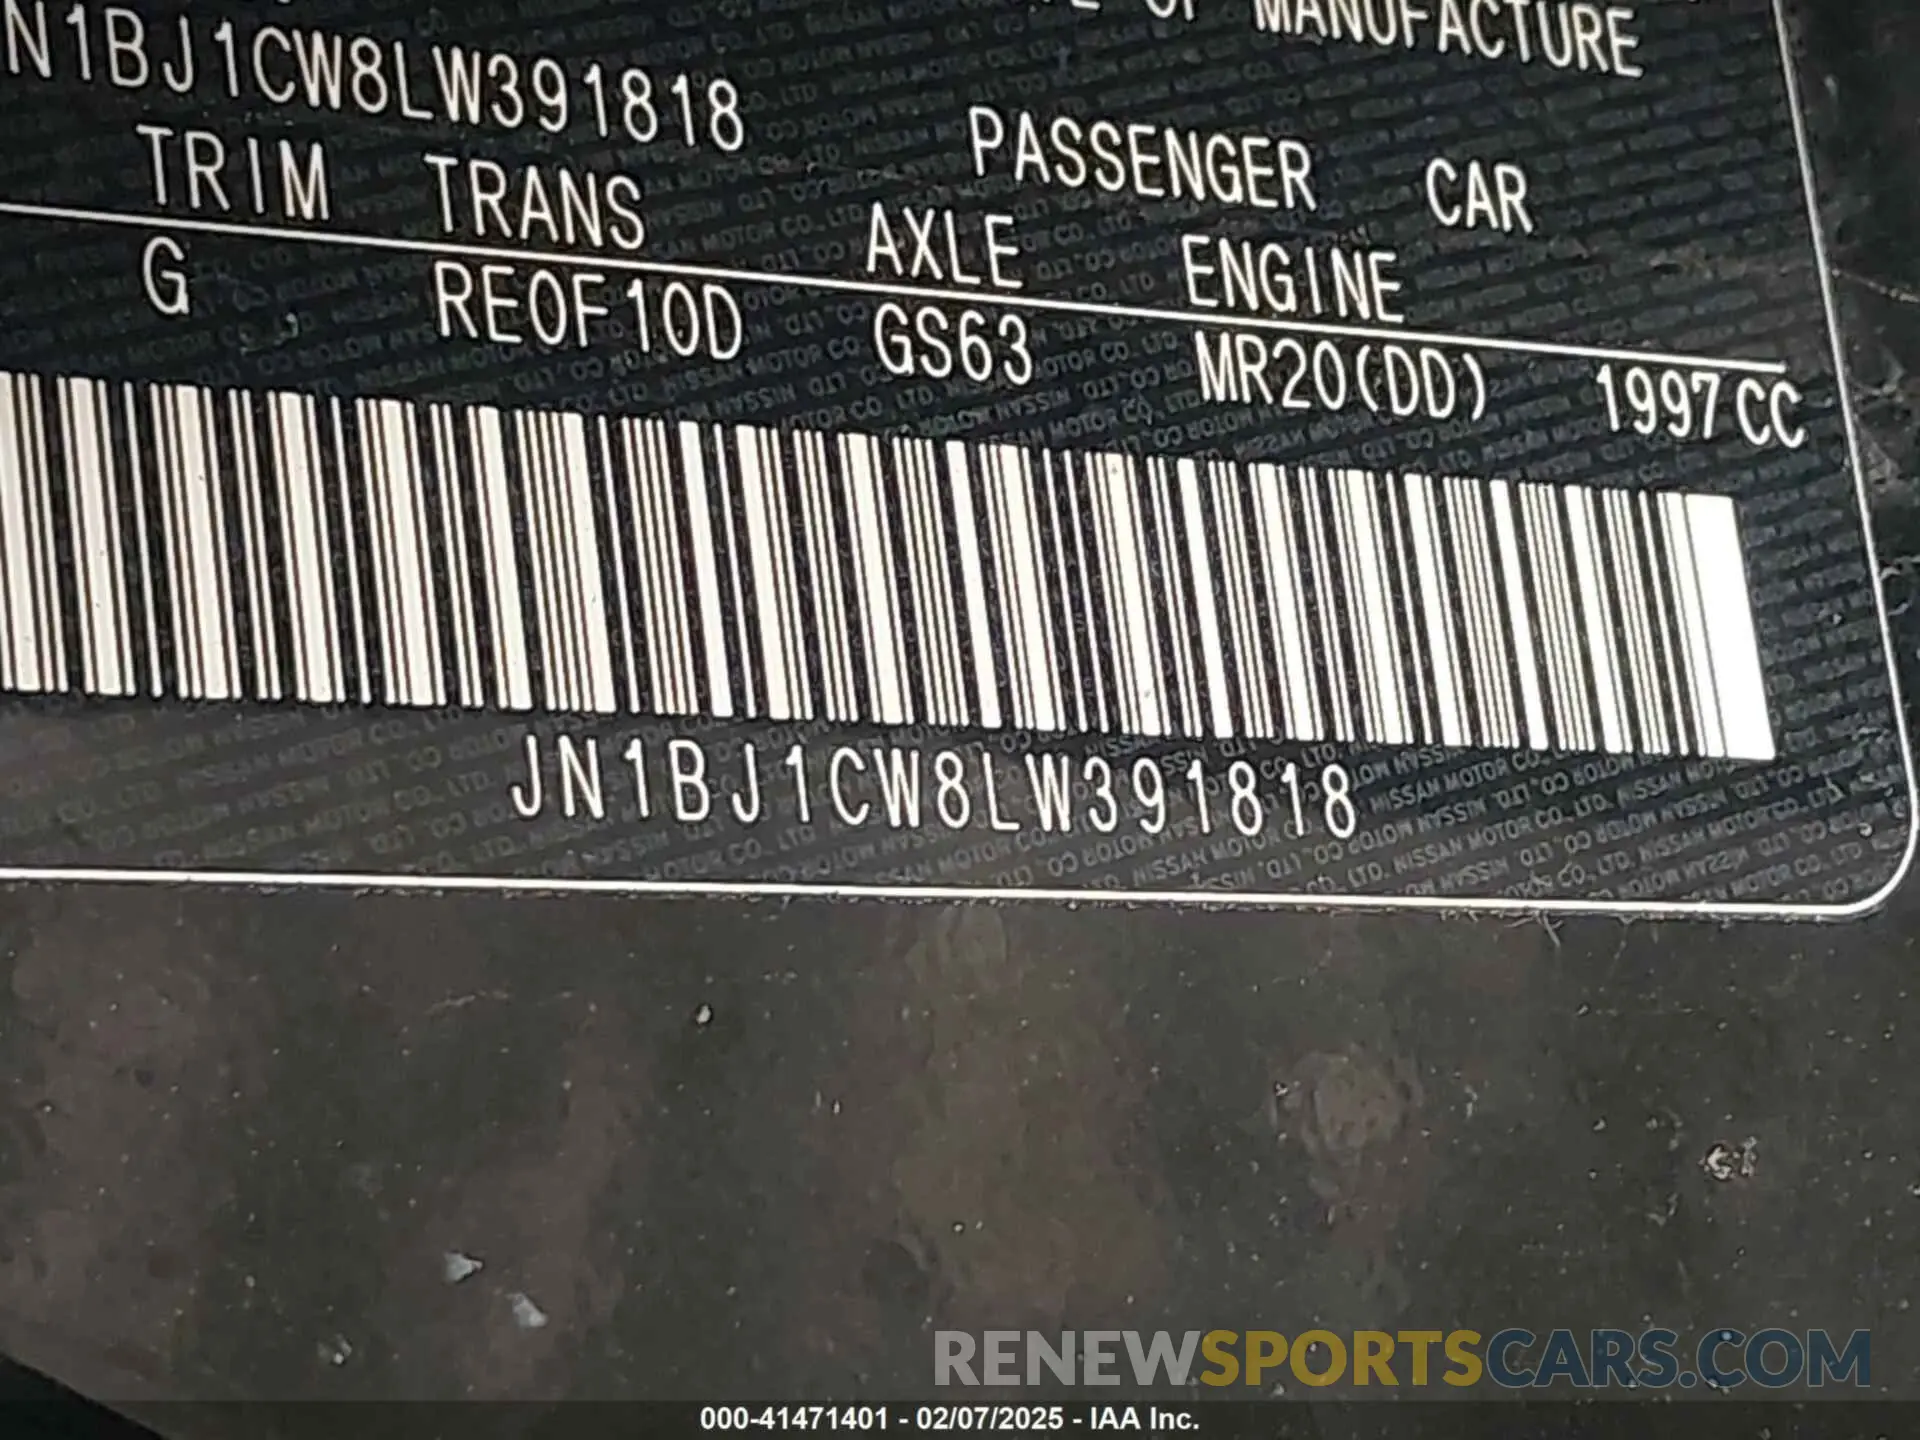 MANUFACTURE
N1BJ1CW8LW391818
PASSENGER CAR
TRIM TRANS AXLE ENGINE
G RE0F10D GS63 MR20(DD) 1997CC
JN1BJ1CW8LW391818
RENEWSPORTSCARS.COM
000-41471401 - 02/07/2025 - IAA Inc.